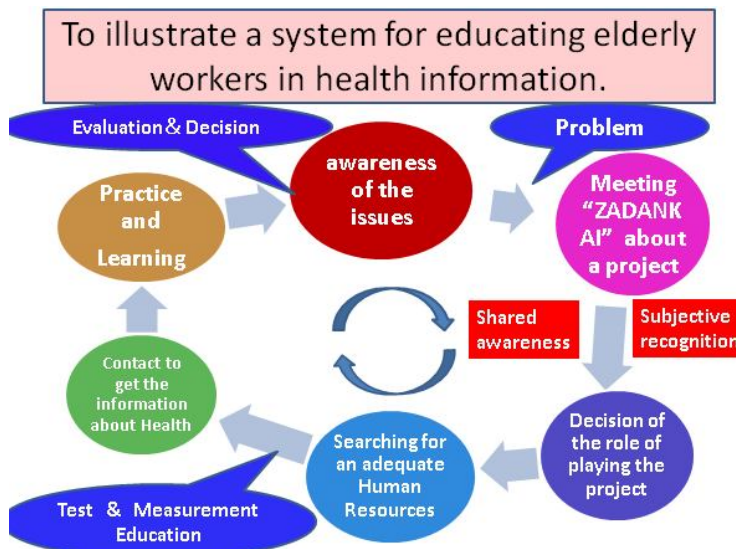 To illustrate a system for educating elderly
workers in health information.
Evaluation & Decision
Problem
awareness
of the
issues
Meeting
"ZADANK
AI" about
a project
Practice
and
Learning
Shared
awareness
Subjective
recognition
Contact to
get the
information
about Health
Searching for
an adequate
Human
Resources
Decision of
the role of
playing the
project
Test & Measurement
Education